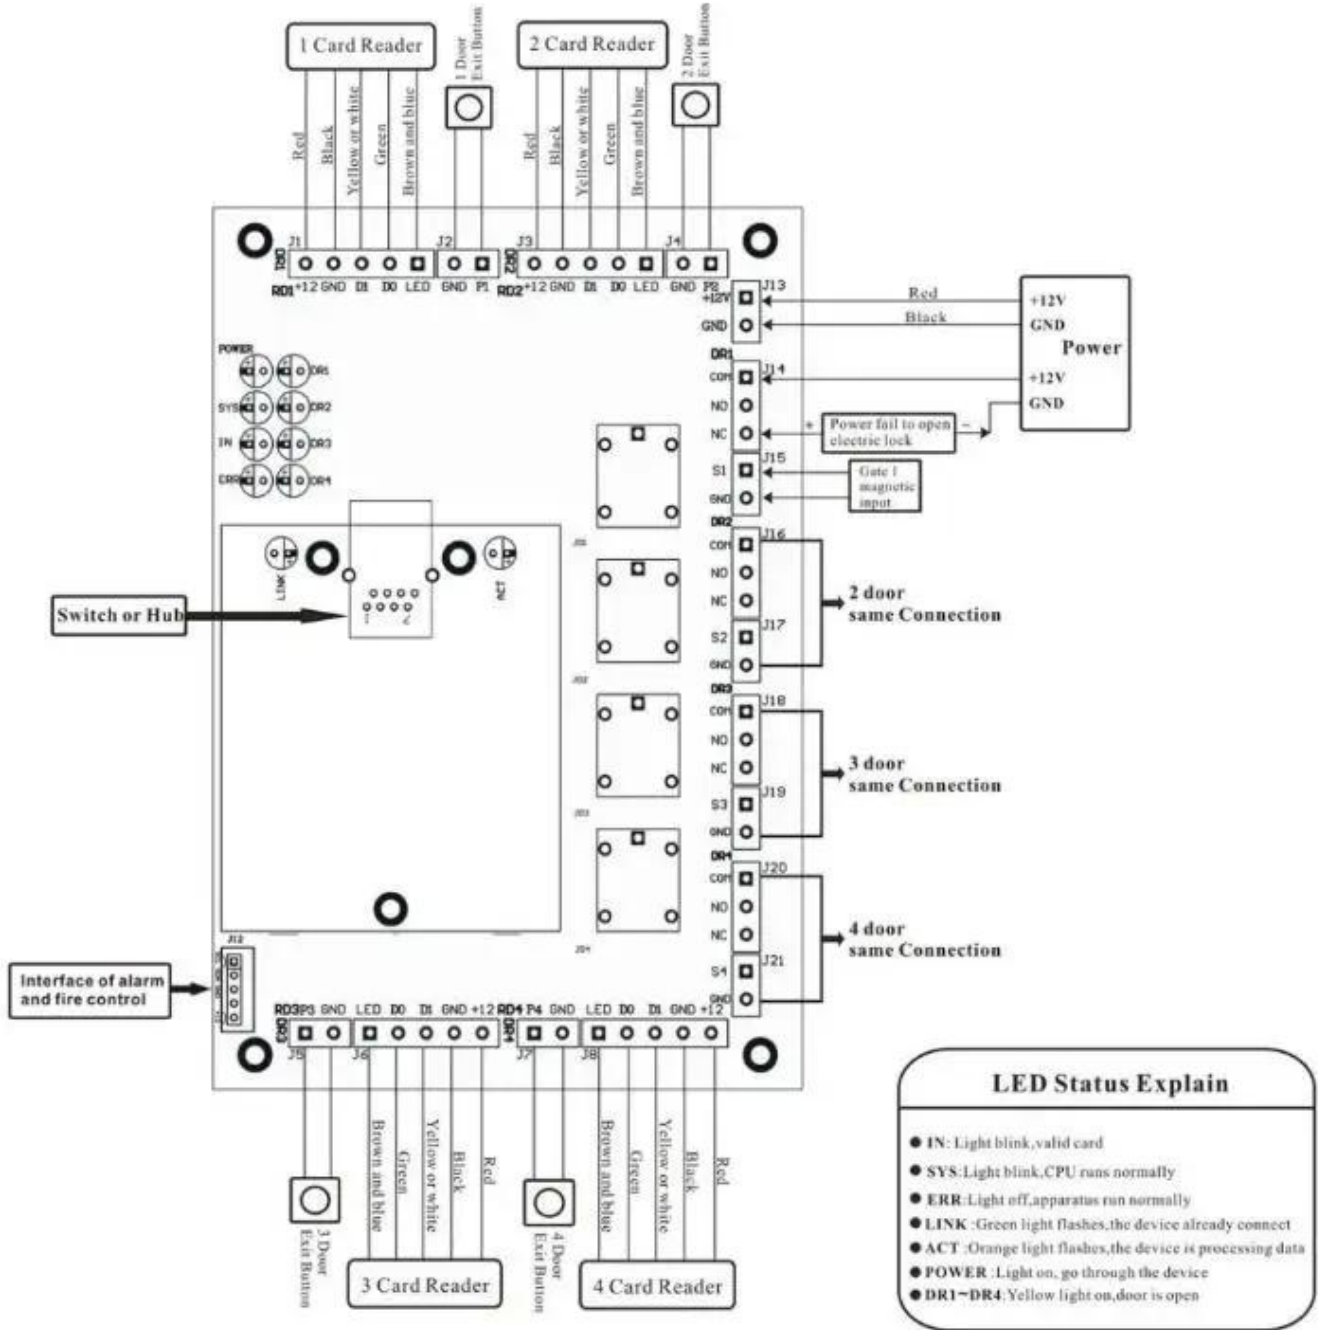 1 Card Reader
1 Door
Exit Button
2 Card Reader
2 Door
Exit Button
Red
Black
Yellow or white
Green
Brown and blue
Red
Black
Yellow or white
Green
Brown and blue
J1
J2
J3
J4
DR1
DR2
RD1 +12 GND D1 D0 LED
GND P1
RD2 +12 GND D1 D0 LED
GND P2
J13
+12V
GND
Red
Black
+12V
GND
Power
+12V
GND
DR1
J14
COM
NO
NC
+
Power fail to open
electric lock
-
J15
S1
GND
Gate 1
magnetic
input
POWER
DR1
SYS
DR2
IN
DR3
ERR
DR4
LINK
ACT
Switch or Hub
1 2
DR2
J16
COM
NO
NC
J17
S2
GND
2 door
same Connection
DR3
J18
COM
NO
NC
J19
S3
GND
3 door
same Connection
DR4
J20
COM
NO
NC
J21
S4
GND
4 door
same Connection
J12
Interface of alarm
and fire control
RD3 P3 GND
LED D0 D1 GND +12
RD4 P4 GND
LED D0 D1 GND +12
DR3
DR4
J5
J6
J7
J8
Brown and blue
Green
Yellow or white
Black
Red
Brown and blue
Green
Yellow or white
Black
Red
3 Door
Exit Button
3 Card Reader
4 Door
Exit Button
4 Card Reader
LED Status Explain
● IN: Light blink,valid card
● SYS:Light blink,CPU runs normally
● ERR:Light off,apparatus run normally
● LINK :Green light flashes,the device already connect
● ACT :Orange light flashes,the device is processing data
● POWER :Light on, go through the device
● DR1~DR4:Yellow light on,door is open